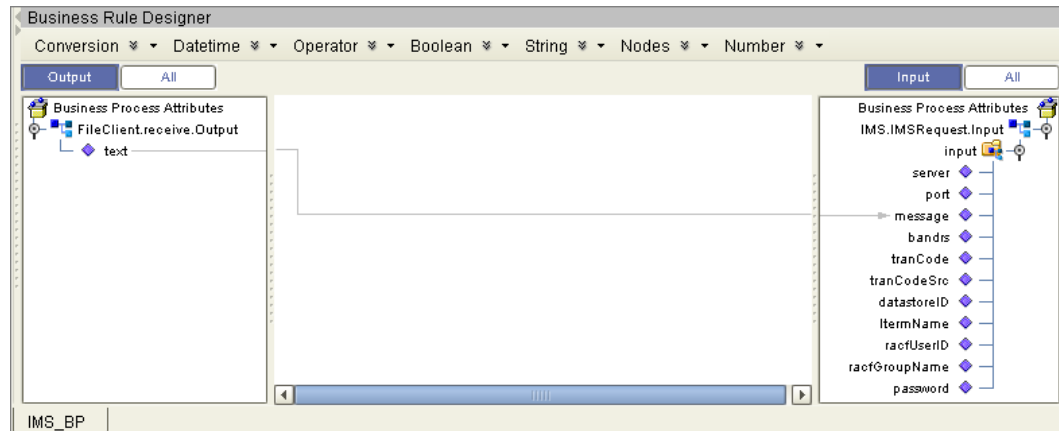 Business Rule Designer
Conversion Datetime Operator Boolean String Nodes Number
Output All Input All
Business Process Attributes
FileClient.receive.Output
text
Business Process Attributes
IMS.IMSRequest.Input
input
server
port
message
bandrs
tranCode
tranCodeSrc
datastoreID
ltermName
racfUserID
racfGroupName
password
IMS_BP